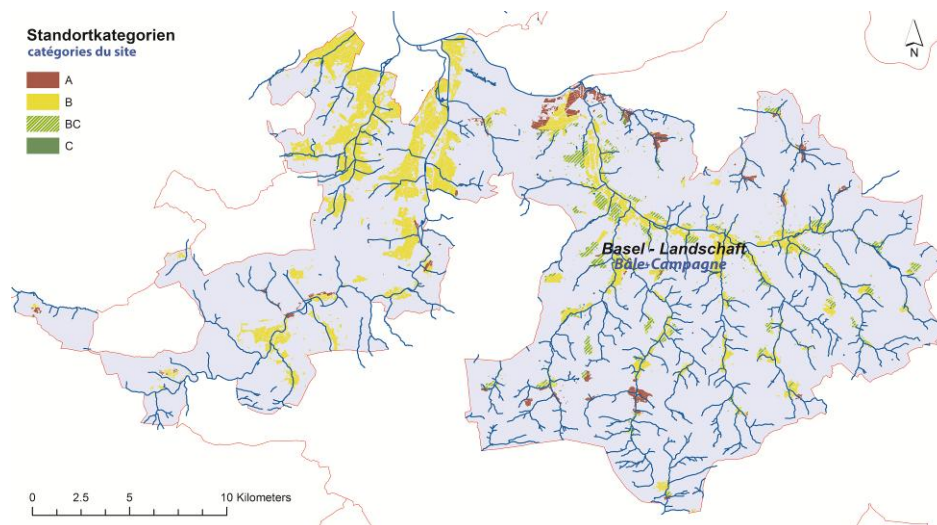 Standortkategorien
catégories du site
A
B
BC
C
N
Basel - Landschaft
Bâle-Campagne
0 2.5 5 10 Kilometers